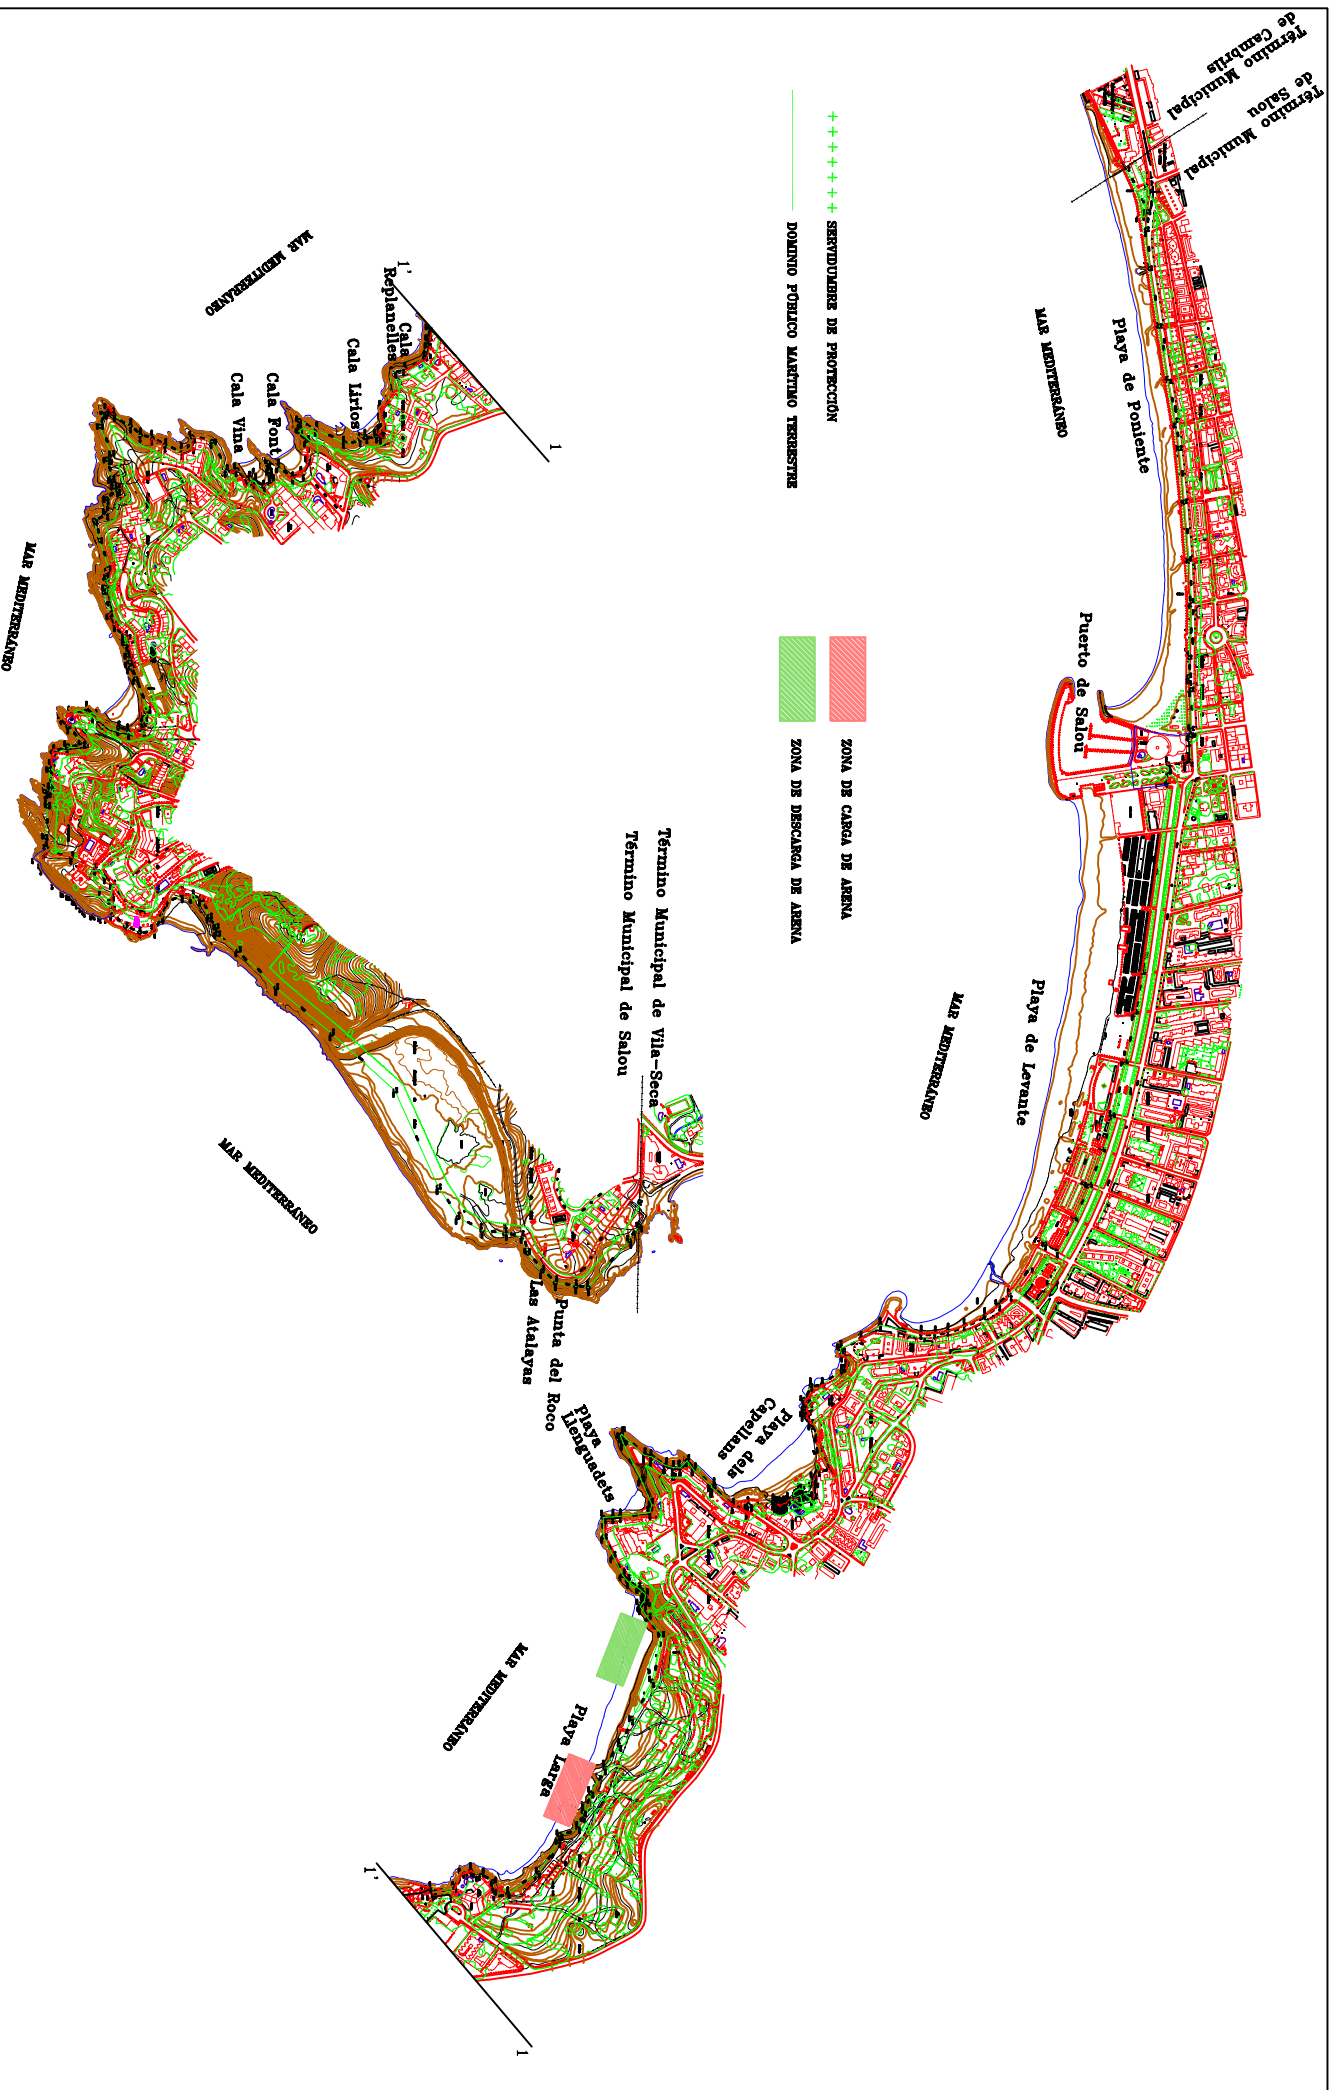 Término Municipal
de Cambrils
Término Municipal
de Salou
Playa de Poniente
MAR MEDITERRÁNEO
Puerto de Salou
Playa de Levante
MAR MEDITERRÁNEO
+ + + + + + + SERVIDUMBRE DE PROTECCIÓN
DOMINIO PÚBLICO MARÍTIMO TERRESTRE
ZONA DE CARGA DE ARENA
ZONA DE DESCARGA DE ARENA
Playa dels
Capellans
Playa
Llenguadets
MAR MEDITERRÁNEO
Playa Larga
1'
1
1'
1
Cala
Replanelles
Cala Lirios
Cala Font
Cala Vina
MAR MEDITERRÁNEO
MAR MEDITERRÁNEO
MAR MEDITERRÁNEO
Término Municipal de Vila-Seca
Término Municipal de Salou
Punta del Roco
Las Atalayas